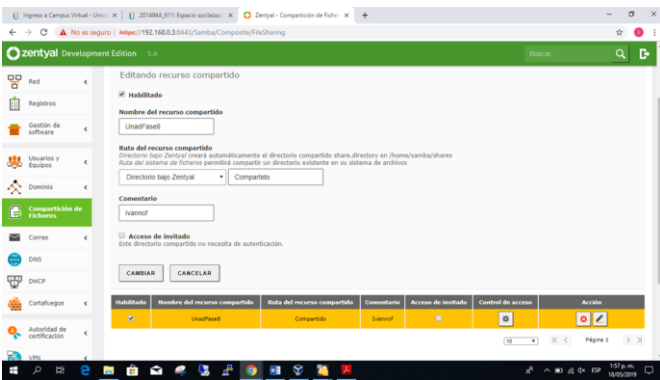 Ingreso a Campus Virtual - Univ
201494A_611: Espacio socilaizac
Zentyal - Compartición de Ficher
No es seguro | https://192.168.0.3:8443/Samba/Composite/FileSharing
zentyal Development Edition 5.0
Buscar...
Red
Registros
Gestión de software
Usuarios y Equipos
Dominio
Compartición de Ficheros
Correo
DNS
DHCP
Cortafuegos
Autoridad de certificación
VPN
Editando recurso compartido
Habilitado
Nombre del recurso compartido
UnadFase8
Ruta del recurso compartido
Directorio bajo Zentyal creará automáticamente el directorio compartido share.directory en /home/samba/shares
Ruta del sistema de ficheros permitirá compartir un directorio existente en su sistema de archivos
Directorio bajo Zentyal Compartido
Comentario
Ivannof
Acceso de invitado
Este directorio compartido no necesita de autenticación.
CAMBIAR CANCELAR
Habilitado Nombre del recurso compartido Ruta del recurso compartido Comentario Acceso de invitado Control de acceso Acción
UnadFase8 Compartido Ivannof
10 Página 1
ESP 1:57 p. m.
18/05/2019